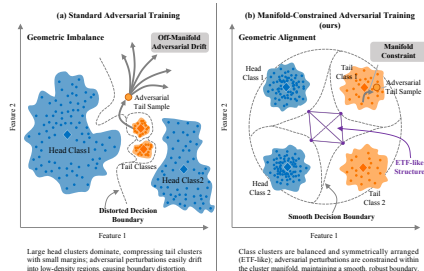 (a) Standard Adversarial Training
Geometric Imbalance
Off-Manifold
Adversarial Drift
Adversarial
Tail Sample
Head Class1
Tail Classes
Head Class2
Distorted Decision
Boundary
Feature 2
Feature 1
Large head clusters dominate, compressing tail clusters
with small margins; adversarial perturbations easily drift
into low-density regions, causing boundary distortion.
(b) Manifold-Constrained Adversarial Training
(ours)
Geometric Alignment
Manifold
Constraint
Head
Class 1
Tail
Class 1
Adversarial
Tail Sample
ETF-like
Structure
Head
Class 2
Tail
Class 2
Smooth Decision Boundary
Feature 2
Feature 1
Class clusters are balanced and symmetrically arranged
(ETF-like); adversarial perturbations are constrained within
the cluster manifold, maintaining a smooth, robust boundary.